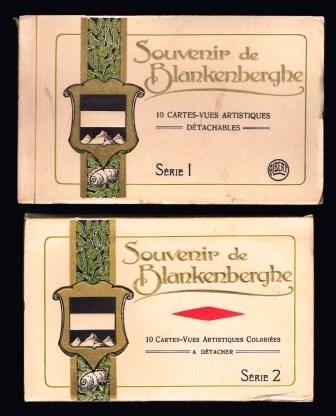 Souvenir de
Blankenberghe
10 CARTES-VUES ARTISTIQUES
DÉTACHABLES
SÉRIE 1
ALBERT
Souvenir de
Blankenberghe
10 CARTES-VUES ARTISTIQUES COLORIÉES
A DÉTACHER
SÉRIE 2